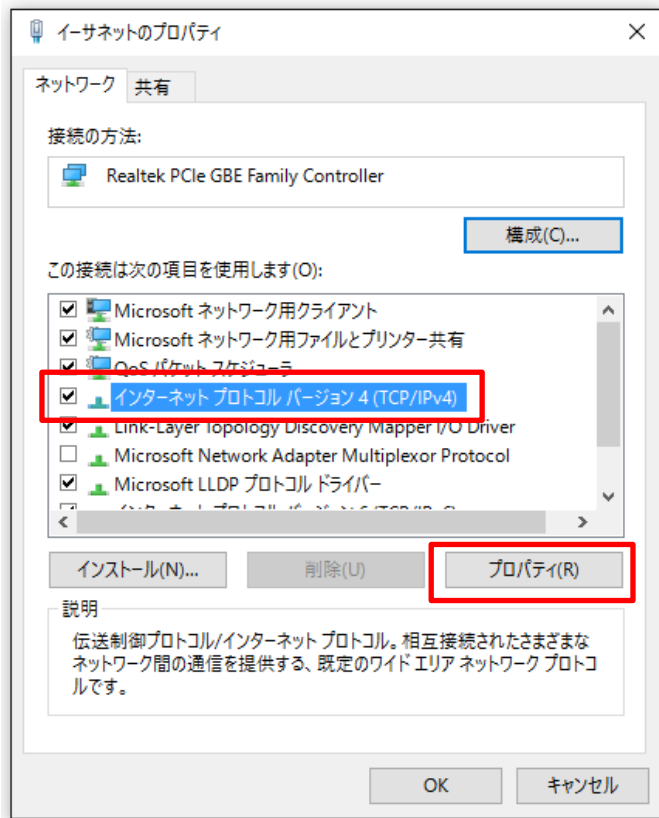 イーサネットのプロパティ
ネットワーク 共有
接続の方法:
Realtek PCIe GBE Family Controller
構成(C)...
この接続は次の項目を使用します(O):
Microsoft ネットワーク用クライアント
Microsoft ネットワーク用ファイルとプリンター共有
QoS パケット スケジューラ
インターネット プロトコル バージョン 4 (TCP/IPv4)
Link-Layer Topology Discovery Mapper I/O Driver
Microsoft Network Adapter Multiplexor Protocol
Microsoft LLDP プロトコル ドライバー
インストール(N)... 削除(U) プロパティ(R)
説明
伝送制御プロトコル/インターネット プロトコル。相互接続されたさまざまな
ネットワーク間の通信を提供する、既定のワイド エリア ネットワーク プロトコ
ルです。
OK キャンセル